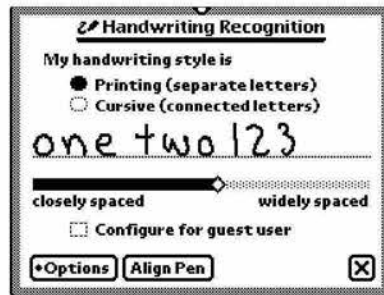 Handwriting Recognition
My handwriting style is
Printing (separate letters)
Cursive (connected letters)
one two 123
closely spaced widely spaced
Configure for guest user
Options Align Pen